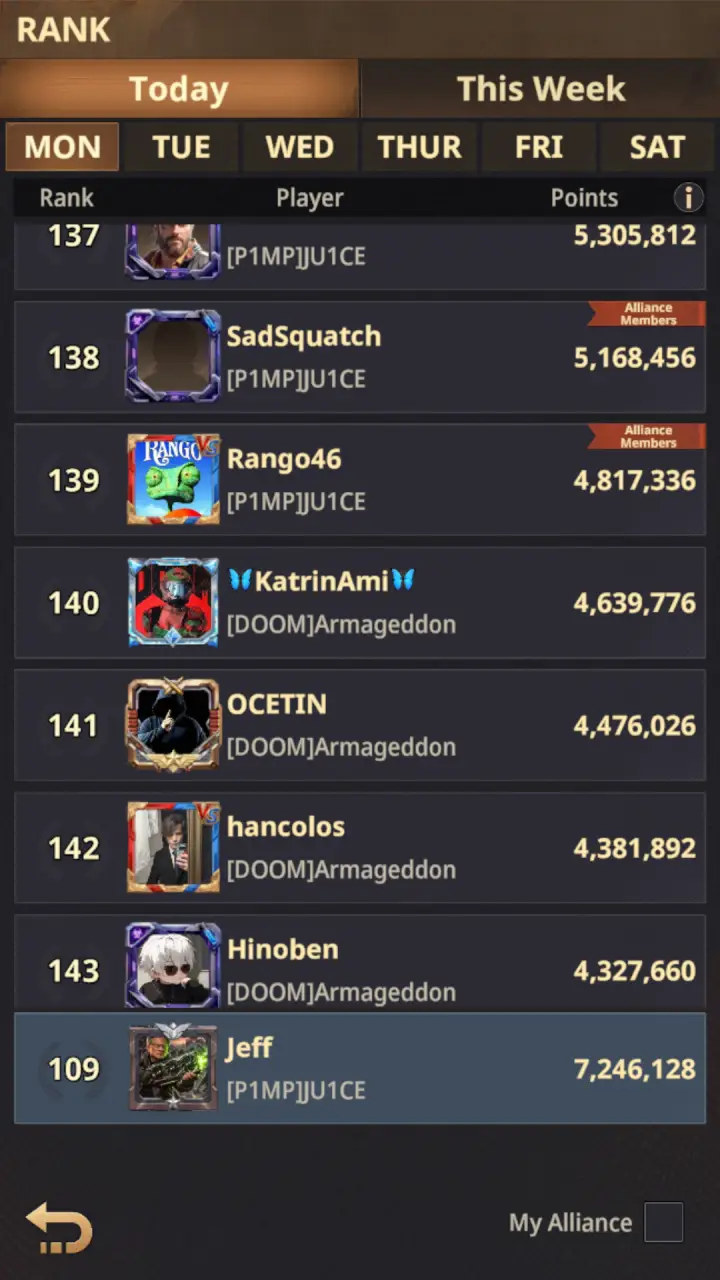 RANK
Today
This Week
MON TUE WED THUR FRI SAT
Rank Player Points i
137
[P1MP]JU1CE
5,305,812
Alliance
Members
138
SadSquatch
[P1MP]JU1CE
5,168,456
Alliance
Members
139
RANGO VS
Rango46
[P1MP]JU1CE
4,817,336
140
🦋KatrinAmi🦋
[DOOM]Armageddon
4,639,776
141
OCETIN
[DOOM]Armageddon
4,476,026
142
VS
hancolos
[DOOM]Armageddon
4,381,892
143
Hinoben
[DOOM]Armageddon
4,327,660
109
Jeff
[P1MP]JU1CE
7,246,128
My Alliance